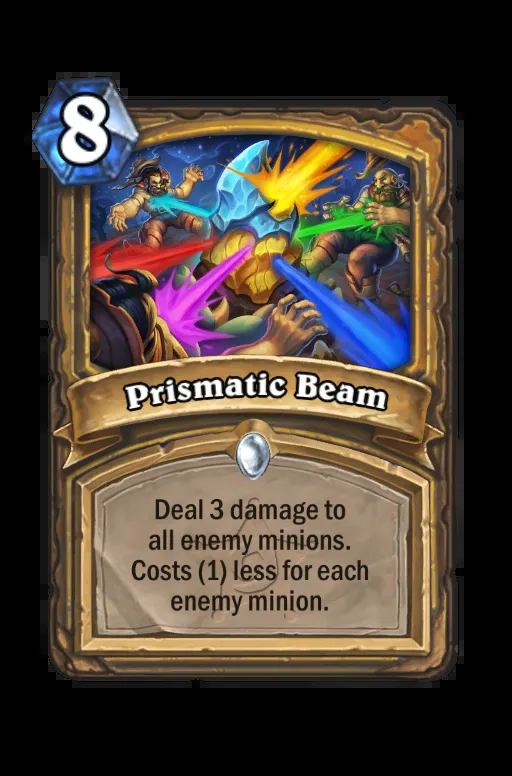 8
Prismatic Beam
Deal 3 damage to
all enemy minions.
Costs (1) less for each
enemy minion.